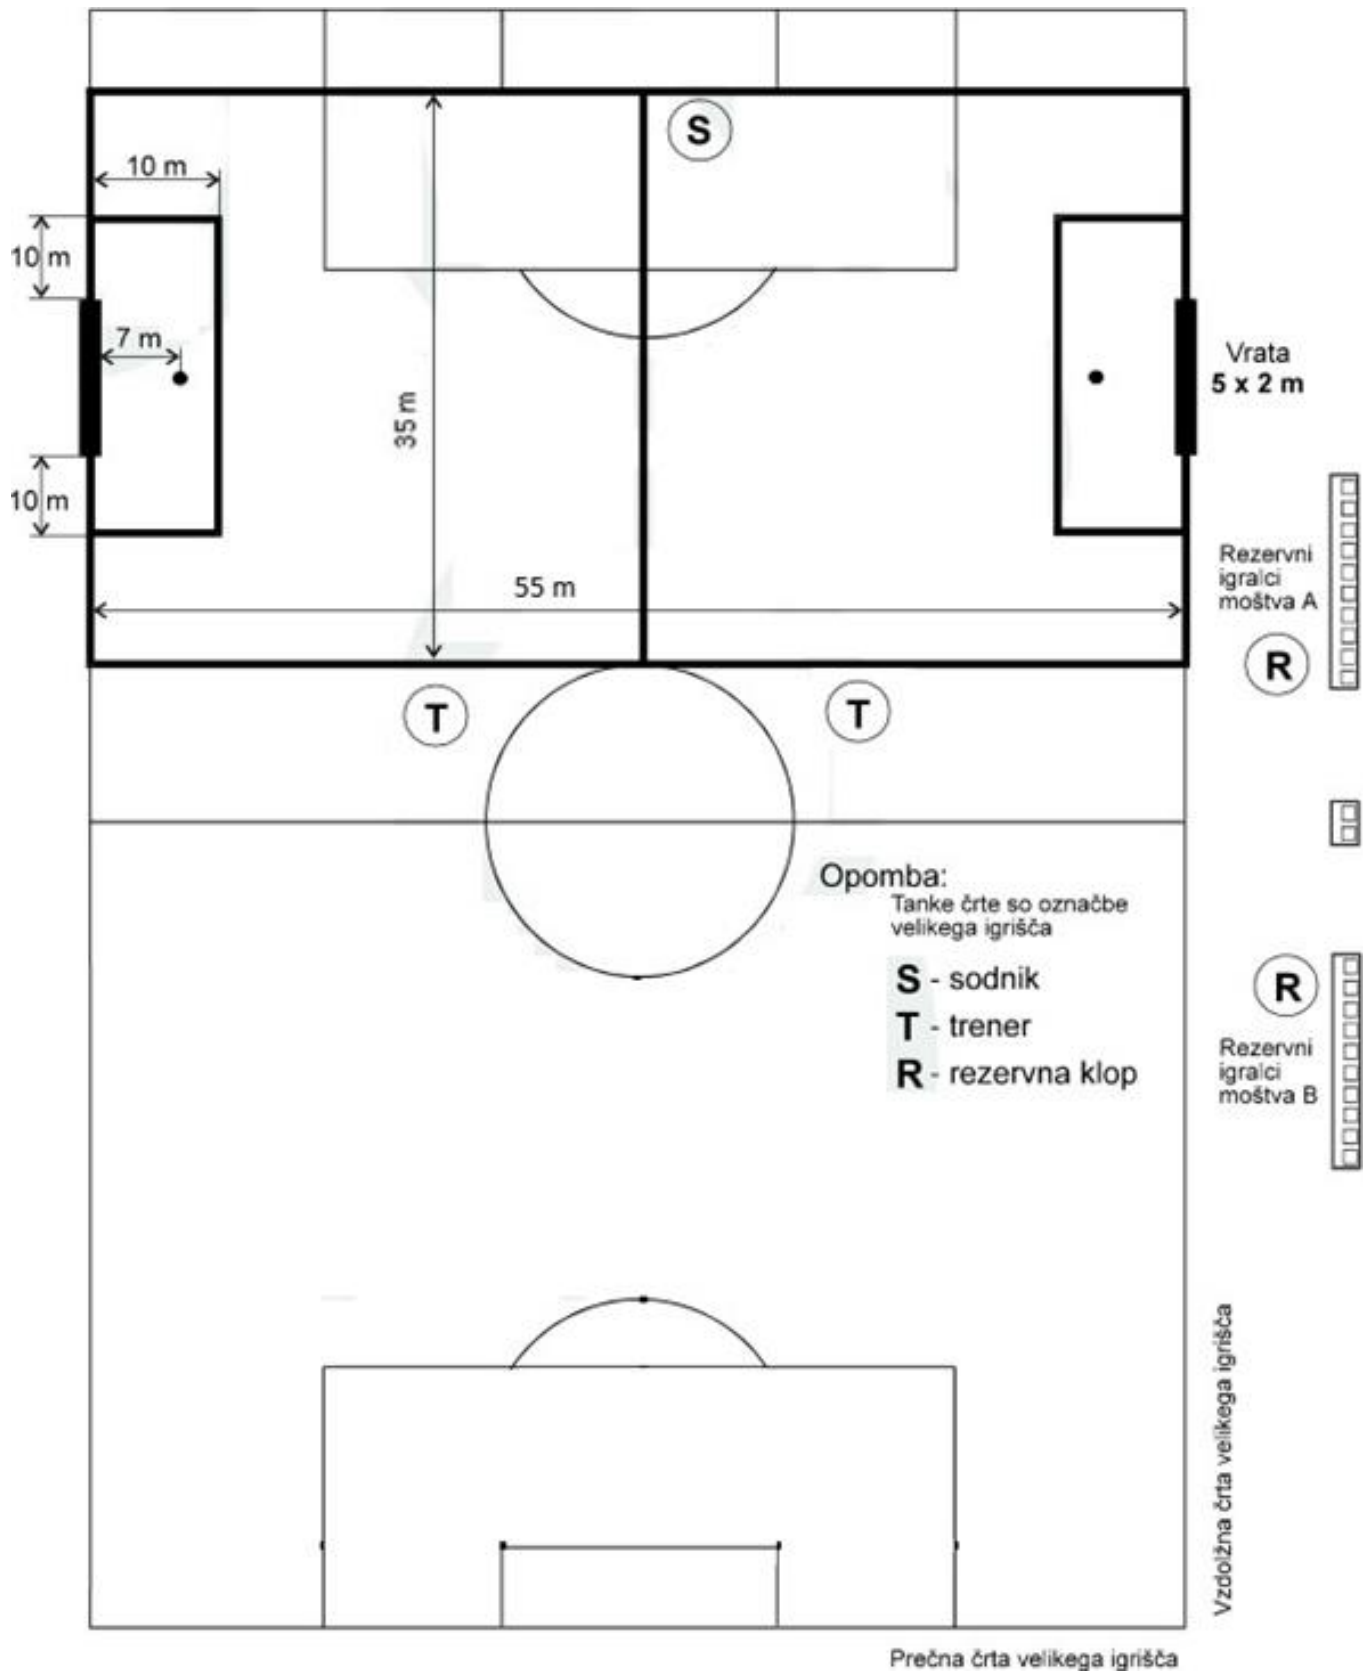 S
10 m
10 m
7 m
Vrata
5 x 2 m
35 m
10 m
Rezervni
igralci
moštva A
55 m
R
T
T
Opomba:
Tanke črte so označbe
velikega igrišča
S - sodnik
T - trener
R - rezervna klop
R
Rezervni
igralci
moštva B
Vzdolžna črta velikega igrišča
Prečna črta velikega igrišča